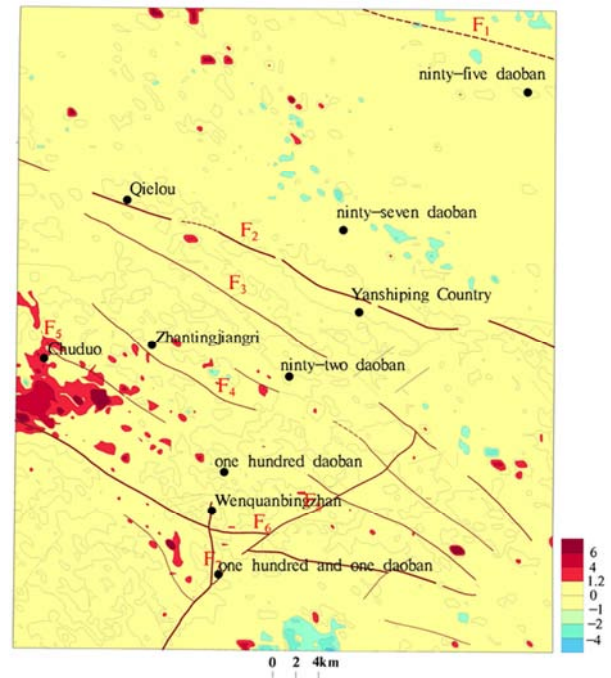 F1
ninty-five daoban
Qielou
ninty-seven daoban
F2
F3
Yanshiping Country
F5
Chuduo
Zhantingjiangri
ninty-two daoban
F4
one hundred daoban
Wenquanbingzhan
F6
one hundred and one daoban
6
4
1.2
0
-1
-2
-4
0 2 4km